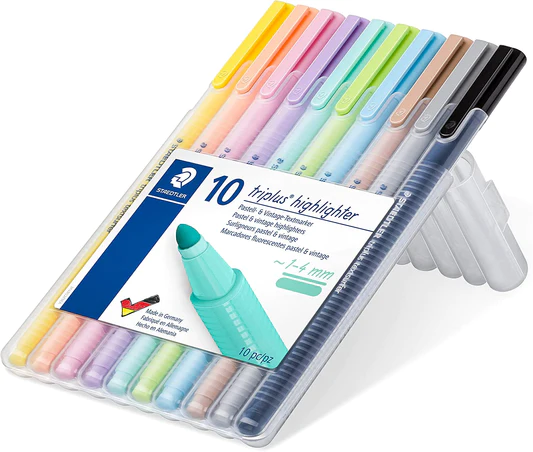 STAEDTLER
10 triplus® highlighter
Pastell- & Vintage-Textmarker
Pastel & vintage highlighters
Surligneurs pastel & vintage
Marcadores fluorescentes pastel & vintage
~ 1-4 mm
Made in Germany
Fabriqué en Allemagne
Hecho en Alemania
10 pc/pz
STAEDTLER